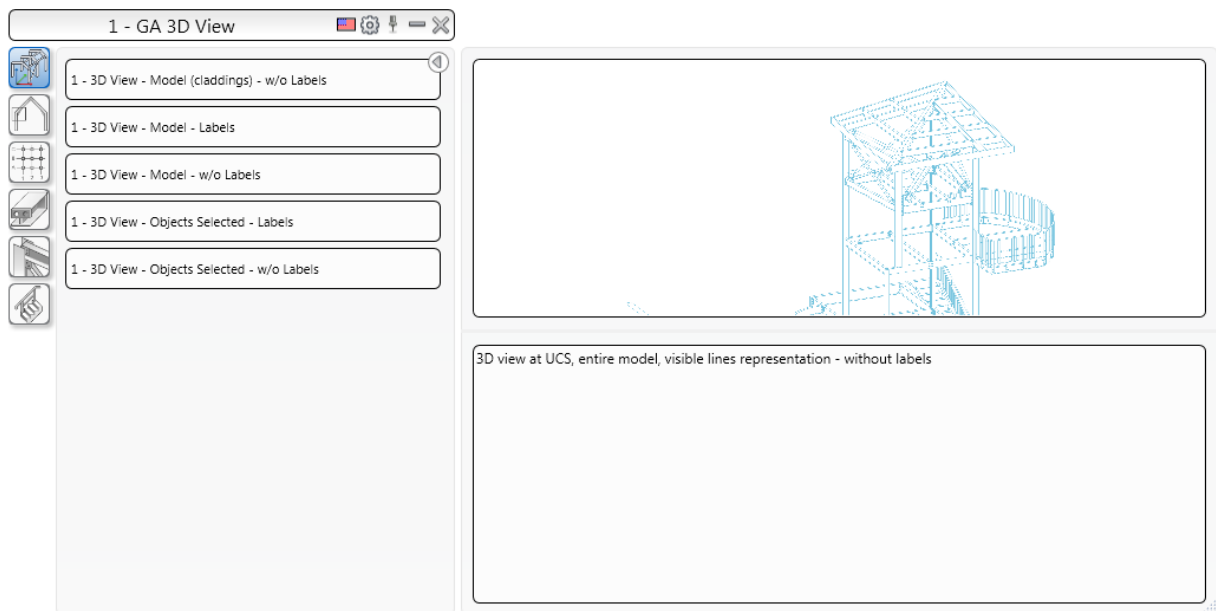 1 - GA 3D View
1 - 3D View - Model (claddings) - w/o Labels
1 - 3D View - Model - Labels
1 - 3D View - Model - w/o Labels
1 - 3D View - Objects Selected - Labels
1 - 3D View - Objects Selected - w/o Labels
3D view at UCS, entire model, visible lines representation - without labels